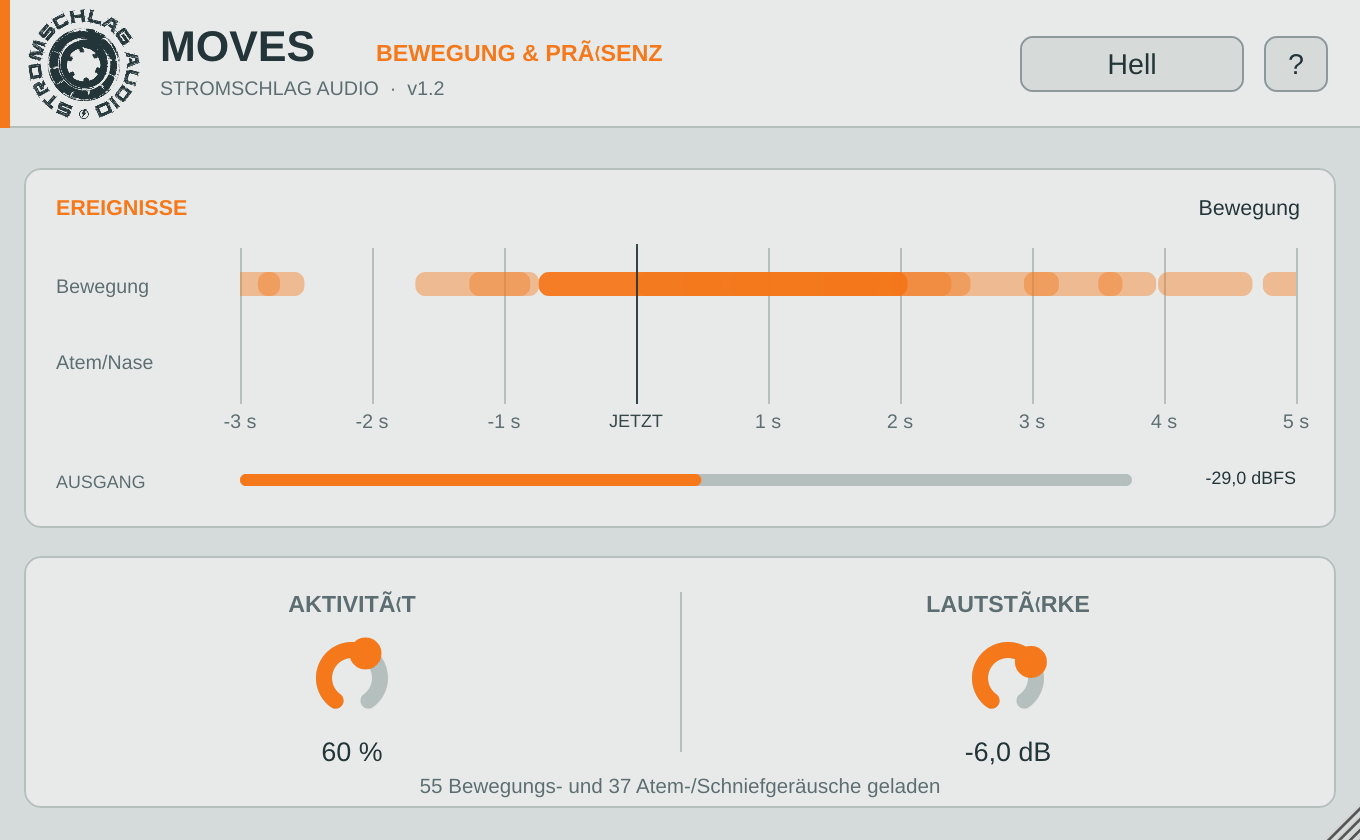 STROMSCHLAG AUDIO
MOVES
BEWEGUNG & PRÃ⟨SENZ
STROMSCHLAG AUDIO · v1.2
Hell
?
EREIGNISSE
Bewegung
Bewegung
Atem/Nase
-3 s
-2 s
-1 s
JETZT
1 s
2 s
3 s
4 s
5 s
AUSGANG
-29,0 dBFS
AKTIVITÃ⟨T
LAUTSTÃ⟨RKE
60 %
-6,0 dB
55 Bewegungs- und 37 Atem-/Schniefgeräusche geladen